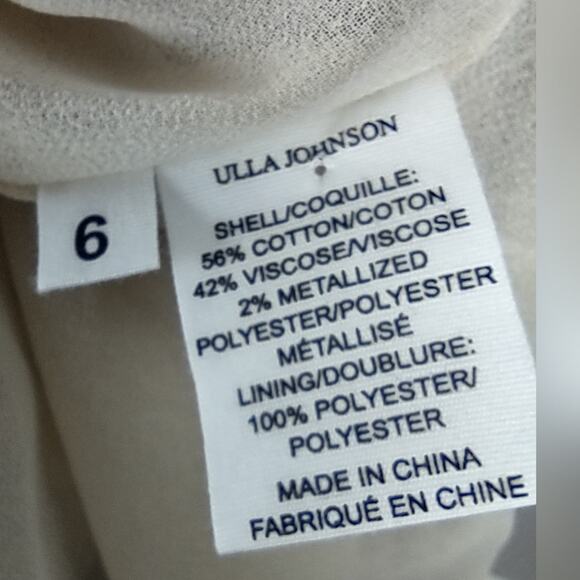 6
ULLA JOHNSON
SHELL/COQUILLE:
56% COTTON/COTON
42% VISCOSE/VISCOSE
2% METALLIZED
POLYESTER/POLYESTER
MÉTALLISÉ
LINING/DOUBLURE:
100% POLYESTER/
POLYESTER
MADE IN CHINA
FABRIQUÉ EN CHINE